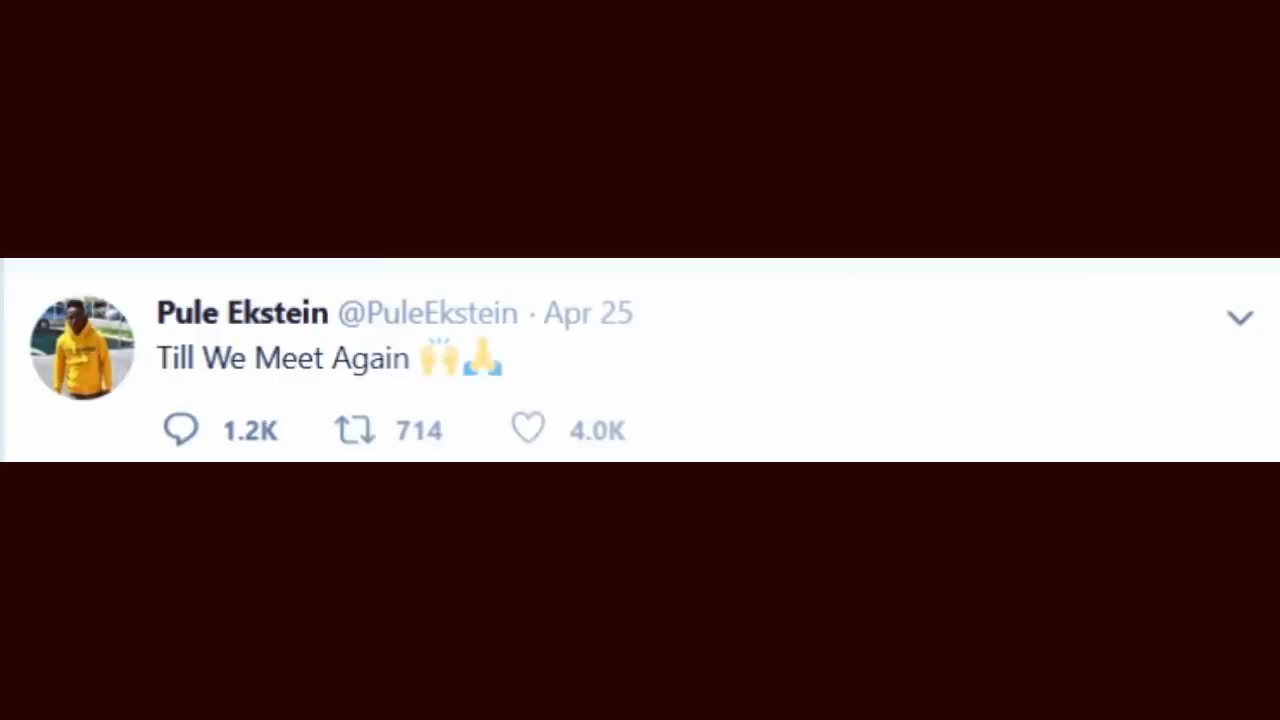 Pule Ekstein @PuleEkstein · Apr 25
Till We Meet Again 🙌🙏
1.2K 714 4.0K